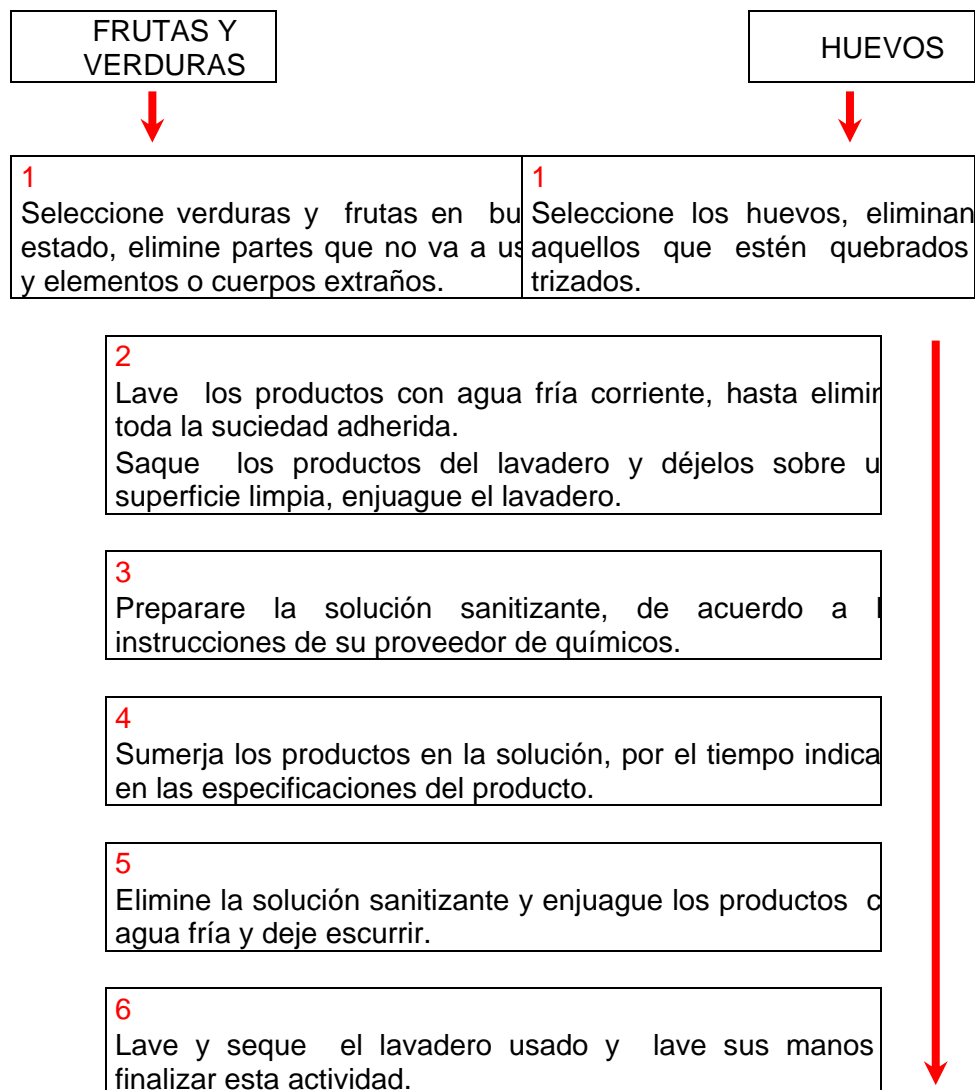 FRUTAS Y
VERDURAS
HUEVOS
1
Seleccione verduras y frutas en bu
estado, elimine partes que no va a us
y elementos o cuerpos extraños.
1
Seleccione los huevos, eliminan
aquellos que estén quebrados
trizados.
2
Lave los productos con agua fría corriente, hasta elimin
toda la suciedad adherida.
Saque los productos del lavadero y déjelos sobre u
superficie limpia, enjuague el lavadero.
3
Preparare la solución sanitizante, de acuerdo a
instrucciones de su proveedor de químicos.
4
Sumerja los productos en la solución, por el tiempo indica
en las especificaciones del producto.
5
Elimine la solución sanitizante y enjuague los productos c
agua fría y deje escurrir.
6
Lave y seque el lavadero usado y lave sus manos
finalizar esta actividad.